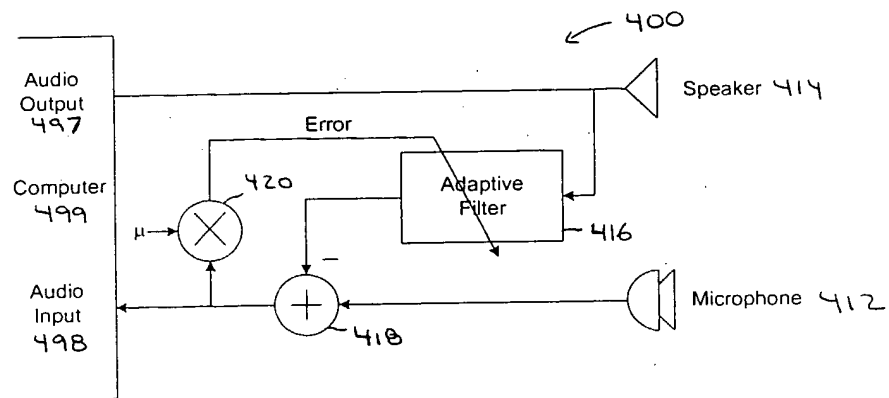 400
Audio
Output
497
Speaker 414
Error
Computer
499
420
Adaptive
Filter
416
μ
−
+
418
Audio
Input
498
Microphone 412